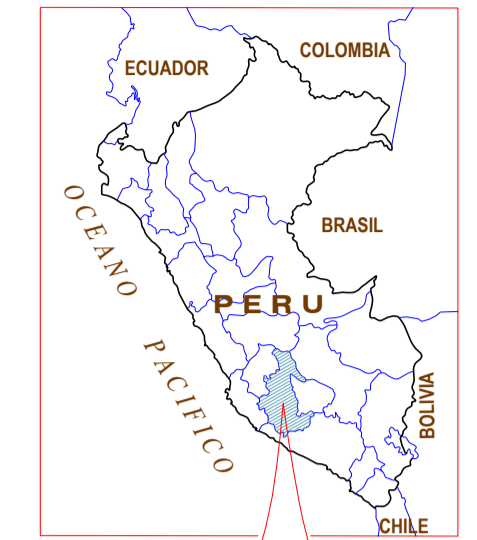 COLOMBIA
ECUADOR
OCEANO
BRASIL
PERU
PACIFICO
BOLIVIA
CHILE